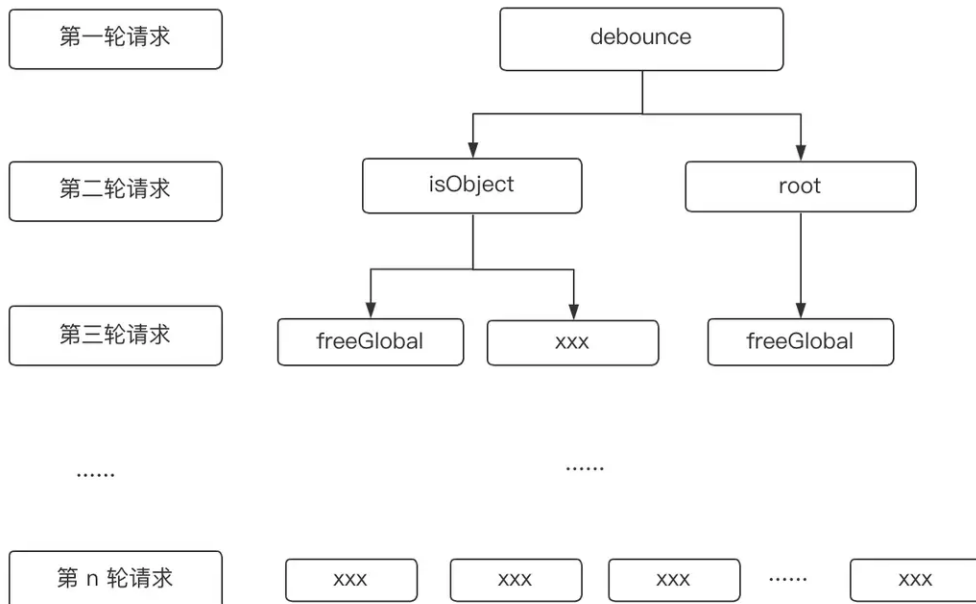 第一轮请求
debounce
第二轮请求
isObject
root
第三轮请求
freeGlobal
xxx
freeGlobal
······
······
第 n 轮请求
xxx
xxx
xxx
······
xxx